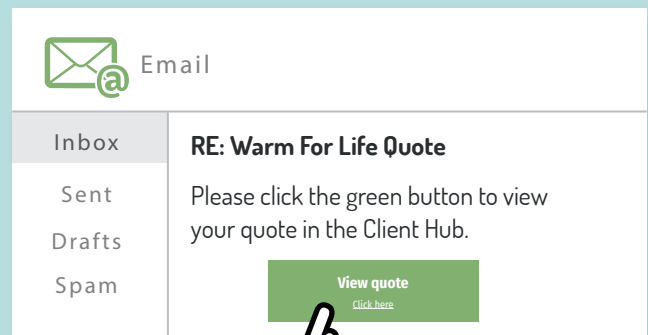 @
Email
Inbox
Sent
Drafts
Spam
RE: Warm For Life Quote
Please click the green button to view
your quote in the Client Hub.
View quote
Click here